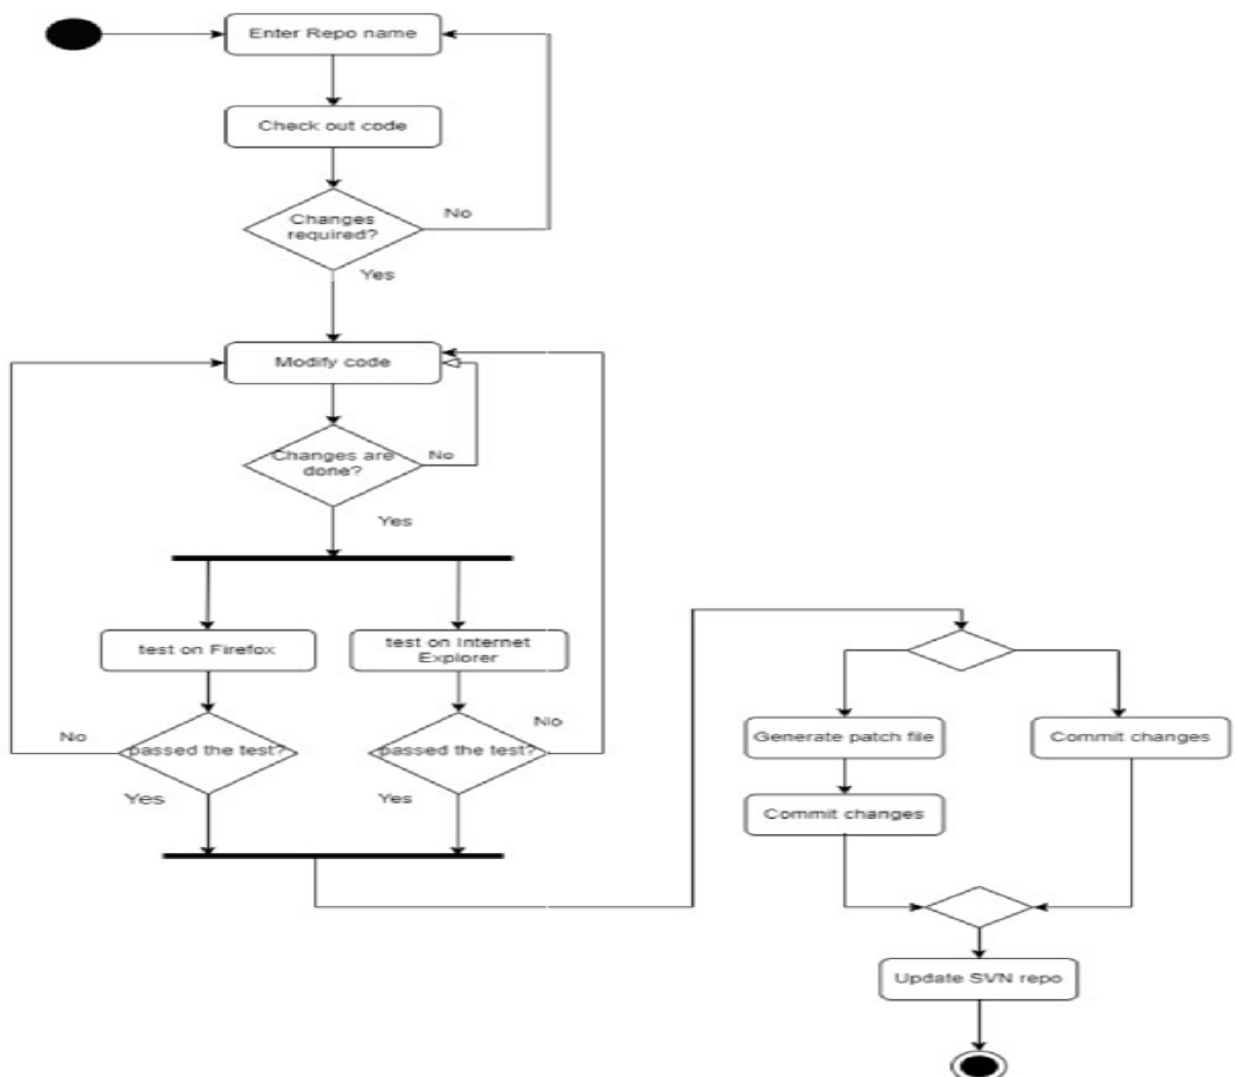 Enter Repo name
Check out code
Changes
required?
No
Yes
Modify code
Changes are
done?
No
Yes
test on Firefox
test on Internet
Explorer
No
passed the test?
Yes
No
passed the test?
Yes
Generate patch file
Commit changes
Commit changes
Update SVN repo